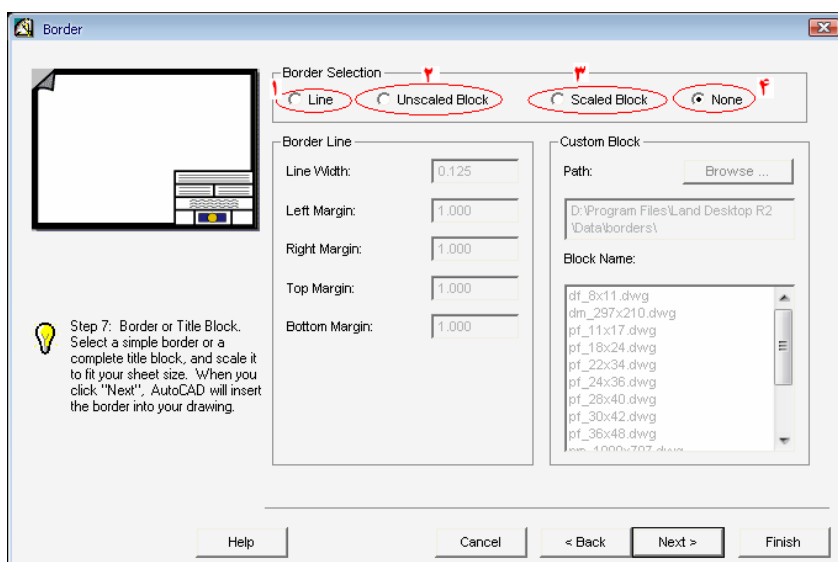 Border
Border Selection
۱ Line ۲ Unscaled Block ۳ Scaled Block ۴ None
Border Line
Line Width: 0.125
Left Margin: 1.000
Right Margin: 1.000
Top Margin: 1.000
Bottom Margin: 1.000
Custom Block
Path: Browse ...
D:\Program Files\Land Desktop R2
\Data\borders\
Block Name:
df_8x11.dwg
dm_297x210.dwg
pf_11x17.dwg
pf_18x24.dwg
pf_22x34.dwg
pf_24x36.dwg
pf_28x40.dwg
pf_30x42.dwg
pf_36x48.dwg
Step 7: Border or Title Block.
Select a simple border or a
complete title block, and scale it
to fit your sheet size. When you
click "Next", AutoCAD will insert
the border into your drawing.
Help Cancel < Back Next > Finish